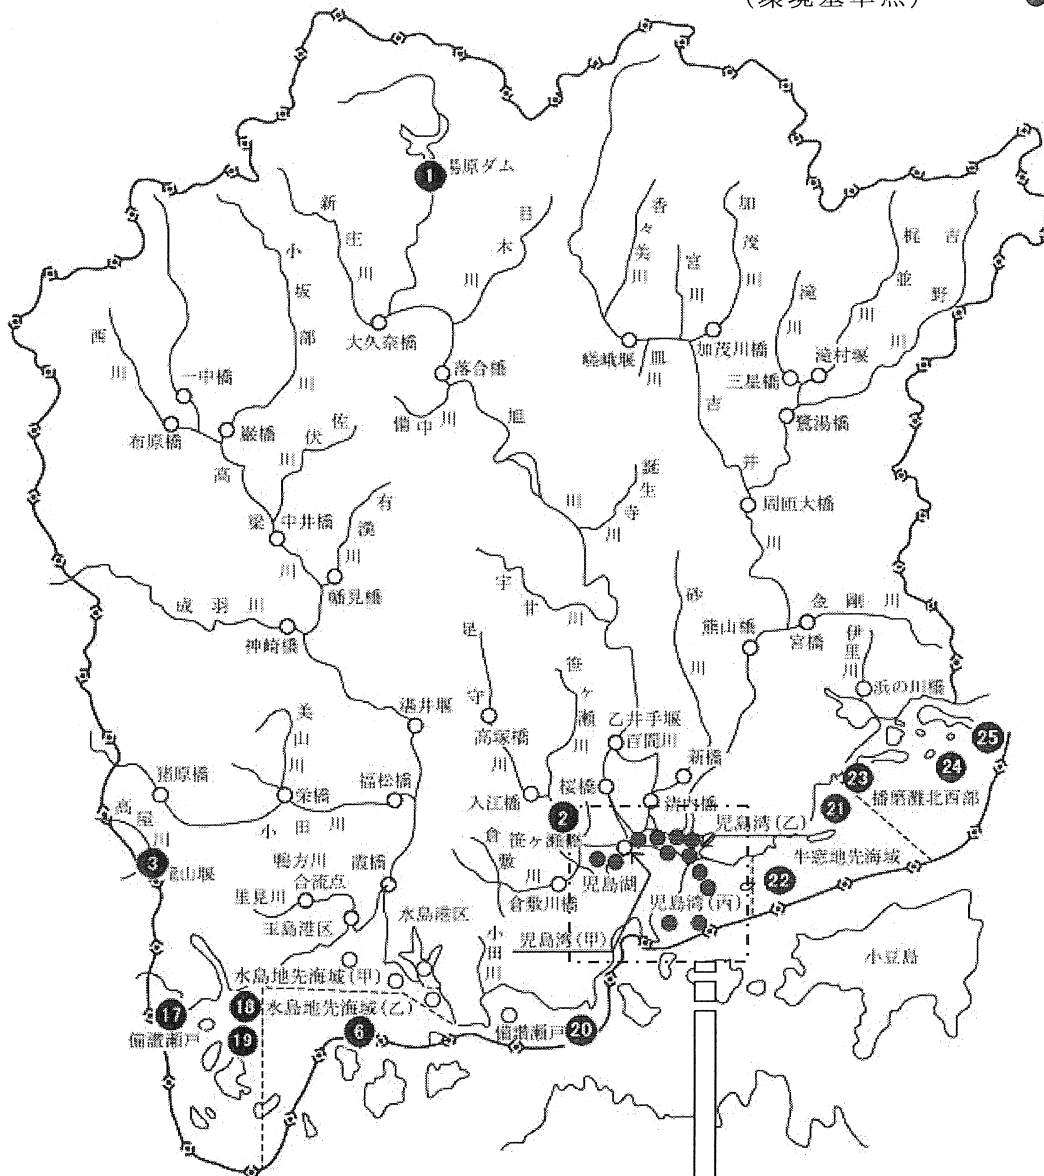 (環境基準点)
1
湯原ダム
新庄川
目木川
香々美川
加茂川
宮川
梶並川
吉野川
滝川
小坂部川
西川
大久奈橋
嵯峨堰
皿川
加茂川橋
滝村堰
三星橋
一中橋
落合橋
備中川
旭川
吉井川
鷺湯橋
布原橋
巌橋
佐伏川
高梁川
誕生寺川
有漢川
中井橋
周匝大橋
幡見橋
宇甘川
砂川
成羽川
金剛川
神崎橋
熊山橋
宮橋
伊里川
足守川
笹ヶ瀬川
浜の川橋
湛井堰
高塚橋
乙井手堰
百間川
新橋
美山川
25
24
23
播磨灘北西部
21
猪原橋
栄橋
福松橋
小田川
入江橋
桜橋
清内橋
2
笹ヶ瀬橋
児島湾(乙)
牛窓地先海域
22
高屋川
3
滝山堰
鴨方川
合流点
霞橋
里見川
倉敷川
倉敷川橋
児島湖
児島湾(丙)
児島湾(甲)
玉島港区
水島港区
小田川
小豆島
水島地先海域(甲)
水島地先海域(乙)
17
18
19
備讃瀬戸
6
備讃瀬戸
20